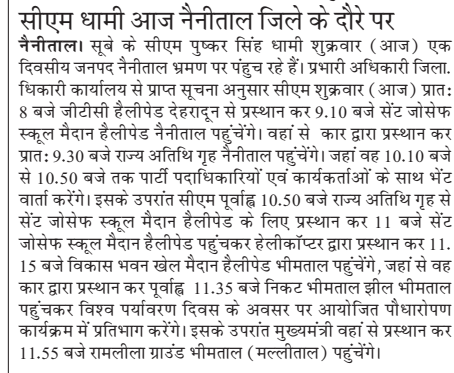 सीएम धामी आज नैनीताल जिले के दौरे पर
नैनीताल। सूबे के सीएम पुष्कर सिंह धामी शुक्रवार (आज) एक
दिवसीय जनपद नैनीताल भ्रमण पर पंहुच रहे हैं। प्रभारी अधिकारी जिला.
धिकारी कार्यालय से प्राप्त सूचना अनुसार सीएम शुक्रवार (आज) प्रात:
8 बजे जीटीसी हैलीपेड देहरादून से प्रस्थान कर 9.10 बजे सेंट जोसेफ
स्कूल मैदान हैलीपेड नैनीताल पहुंचेंगे। वहां से कार द्वारा प्रस्थान कर
प्रात: 9.30 बजे राज्य अतिथि गृह नैनीताल पहुंचेंगे। जहां वह 10.10 बजे
से 10.50 बजे तक पार्टी पदाधिकारियों एवं कार्यकर्ताओं के साथ भेंट
वार्ता करेंगे। इसके उपरांत सीएम पूर्वाह्न 10.50 बजे राज्य अतिथि गृह से
सेंट जोसेफ स्कूल मैदान हैलीपेड के लिए प्रस्थान कर 11 बजे सेंट
जोसेफ स्कूल मैदान हैलीपेड पहुंचकर हेलीकॉप्टर द्वारा प्रस्थान कर 11.
15 बजे विकास भवन खेल मैदान हैलीपेड भीमताल पहुंचेंगे, जहां से वह
कार द्वारा प्रस्थान कर पूर्वाह्न 11.35 बजे निकट भीमताल झील भीमताल
पहुंचकर विश्व पर्यावरण दिवस के अवसर पर आयोजित पौधारोपण
कार्यक्रम में प्रतिभाग करेंगे। इसके उपरांत मुख्यमंत्री वहां से प्रस्थान कर
11.55 बजे रामलीला ग्राउंड भीमताल (मल्लीताल) पहुंचेंगे।